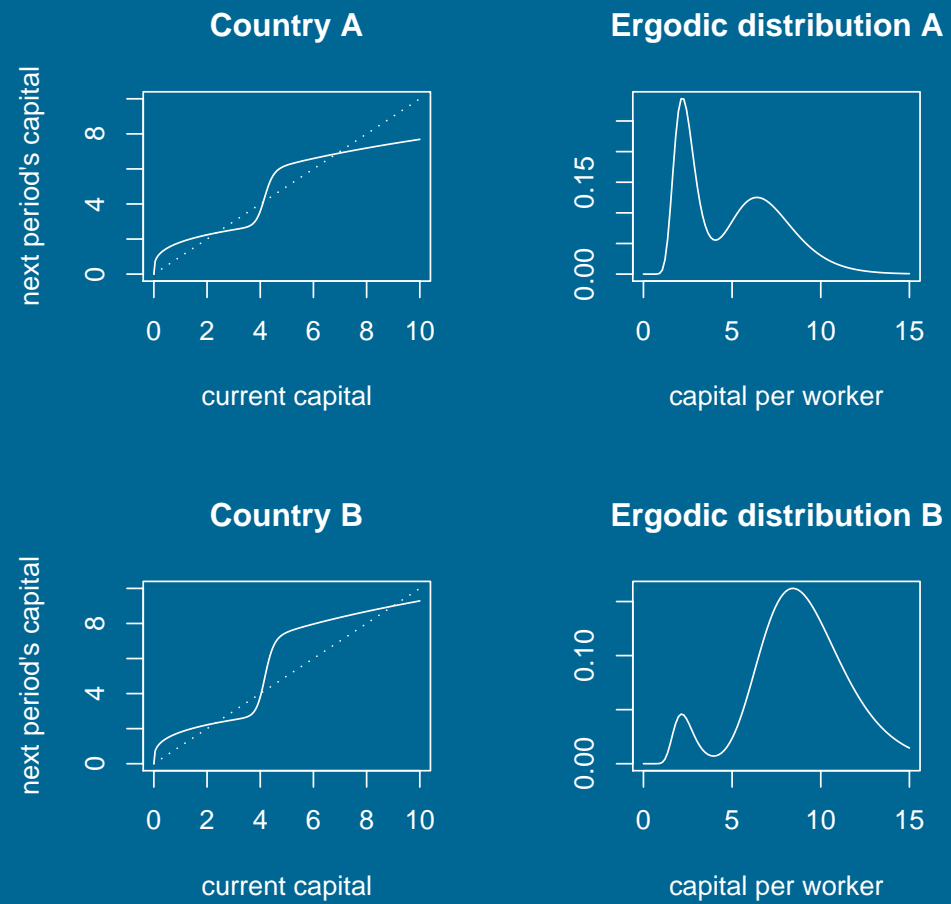 Country A
next period's capital
0 4 8
0 2 4 6 8 10
current capital
Ergodic distribution A
0.00 0.15
0 5 10 15
capital per worker
Country B
next period's capital
0 4 8
0 2 4 6 8 10
current capital
Ergodic distribution B
0.00 0.10
0 5 10 15
capital per worker